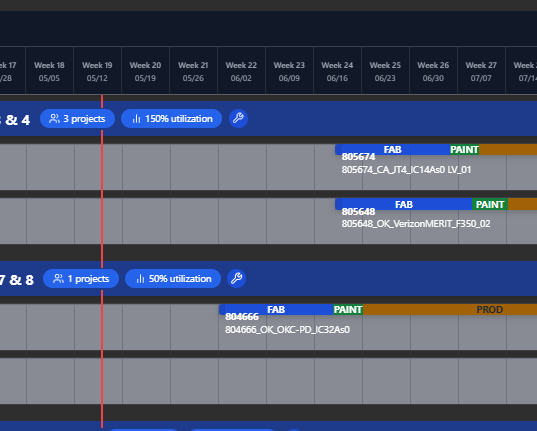 ek 17 Week 18 Week 19 Week 20 Week 21 Week 22 Week 23 Week 24 Week 25 Week 26 Week 27 Week 2
/28 05/05 05/12 05/19 05/26 06/02 06/09 06/16 06/23 06/30 07/07 07/14
& 4 3 projects 150% utilization
FAB PAINT
805674
805674_CA_JT4_IC14As0 LV_01
FAB PAINT
805648
805648_OK_VerizonMERIT_F350_02
7 & 8 1 projects 50% utilization
FAB PAINT PROD
804666
804666_OK_OKC-PD_IC32As0